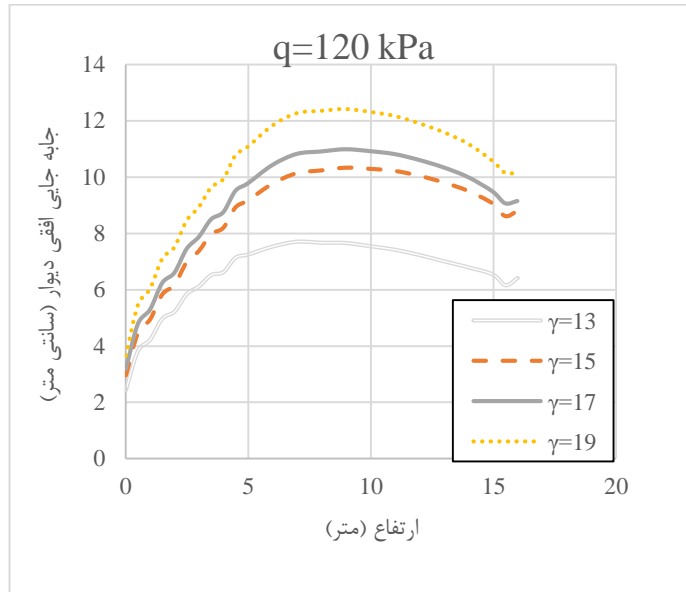 q=120 kPa
14
12
10
8
6
4
2
0
جابه جایی افقی دیوار (سانتی متر)
0 5 10 15 20
ارتفاع (متر)
γ=13
γ=15
γ=17
γ=19